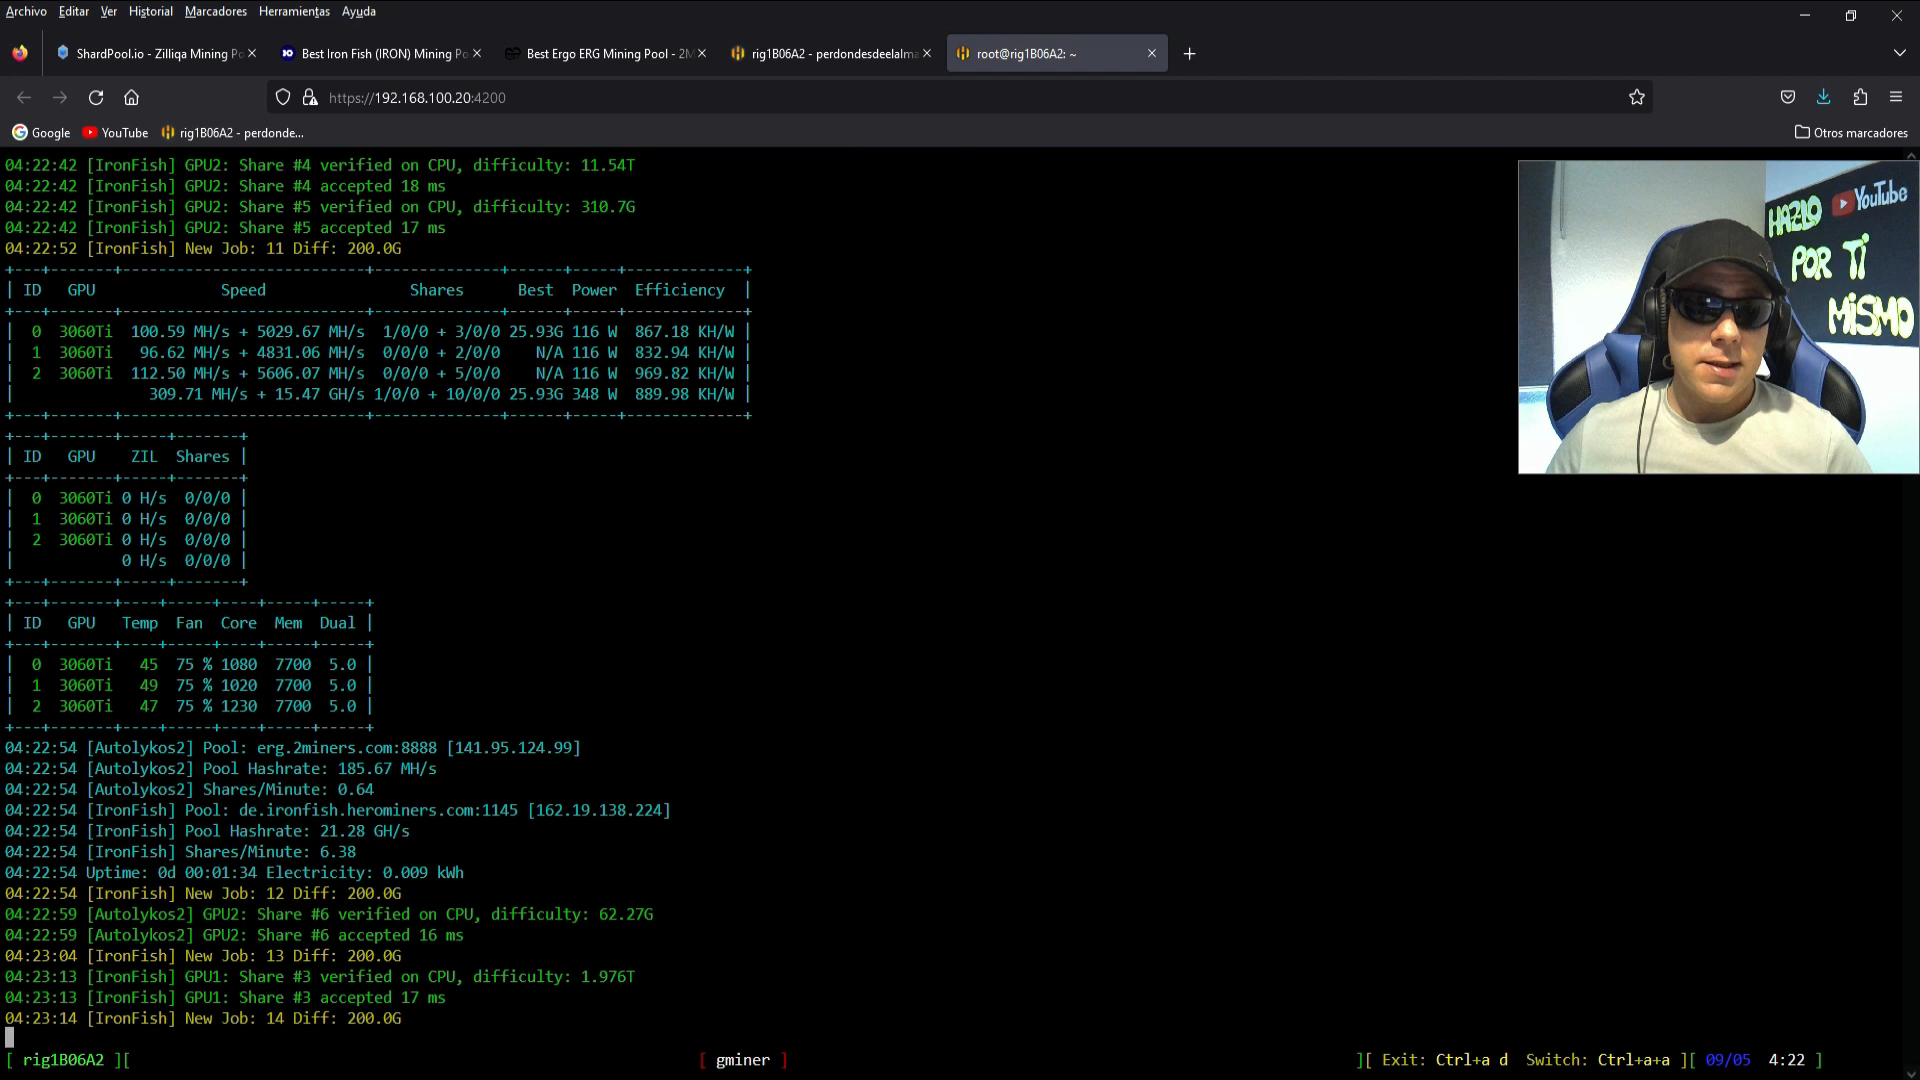 Archivo Editar Ver Historial Marcadores Herramientas Ayuda
ShardPool.io - Zilliqa Mining Po
Best Iron Fish (IRON) Mining Po
Best Ergo ERG Mining Pool - 2M
rig1B06A2 - perdondesdeelalma
root@rig1B06A2: ~
https://192.168.100.20:4200
Google YouTube rig1B06A2 - perdonde... Otros marcadores
04:22:42 [IronFish] GPU2: Share #4 verified on CPU, difficulty: 11.54T
04:22:42 [IronFish] GPU2: Share #4 accepted 18 ms
04:22:42 [IronFish] GPU2: Share #5 verified on CPU, difficulty: 310.7G
04:22:42 [IronFish] GPU2: Share #5 accepted 17 ms
04:22:52 [IronFish] New Job: 11 Diff: 200.0G
ID GPU Speed Shares Best Power Efficiency
0 3060Ti 100.59 MH/s + 5029.67 MH/s 1/0/0 + 3/0/0 25.93G 116 W 867.18 KH/W
1 3060Ti 96.62 MH/s + 4831.06 MH/s 0/0/0 + 2/0/0 N/A 116 W 832.94 KH/W
2 3060Ti 112.50 MH/s + 5606.07 MH/s 0/0/0 + 5/0/0 N/A 116 W 969.82 KH/W
309.71 MH/s + 15.47 GH/s 1/0/0 + 10/0/0 25.93G 348 W 889.98 KH/W
ID GPU ZIL Shares
0 3060Ti 0 H/s 0/0/0
1 3060Ti 0 H/s 0/0/0
2 3060Ti 0 H/s 0/0/0
0 H/s 0/0/0
ID GPU Temp Fan Core Mem Dual
0 3060Ti 45 75 % 1080 7700 5.0
1 3060Ti 49 75 % 1020 7700 5.0
2 3060Ti 47 75 % 1230 7700 5.0
04:22:54 [Autolykos2] Pool: erg.2miners.com:8888 [141.95.124.99]
04:22:54 [Autolykos2] Pool Hashrate: 185.67 MH/s
04:22:54 [Autolykos2] Shares/Minute: 0.64
04:22:54 [IronFish] Pool: de.ironfish.herominers.com:1145 [162.19.138.224]
04:22:54 [IronFish] Pool Hashrate: 21.28 GH/s
04:22:54 [IronFish] Shares/Minute: 6.38
04:22:54 Uptime: 0d 00:01:34 Electricity: 0.009 kWh
04:22:54 [IronFish] New Job: 12 Diff: 200.0G
04:22:59 [Autolykos2] GPU2: Share #6 verified on CPU, difficulty: 62.27G
04:22:59 [Autolykos2] GPU2: Share #6 accepted 16 ms
04:23:04 [IronFish] New Job: 13 Diff: 200.0G
04:23:13 [IronFish] GPU1: Share #3 verified on CPU, difficulty: 1.976T
04:23:13 [IronFish] GPU1: Share #3 accepted 17 ms
04:23:14 [IronFish] New Job: 14 Diff: 200.0G
[ rig1B06A2 ][ [ gminer ] ][ Exit: Ctrl+a d Switch: Ctrl+a+a ][ 09/05 4:22 ]
HAZLO YouTube
POR TI
MISMO